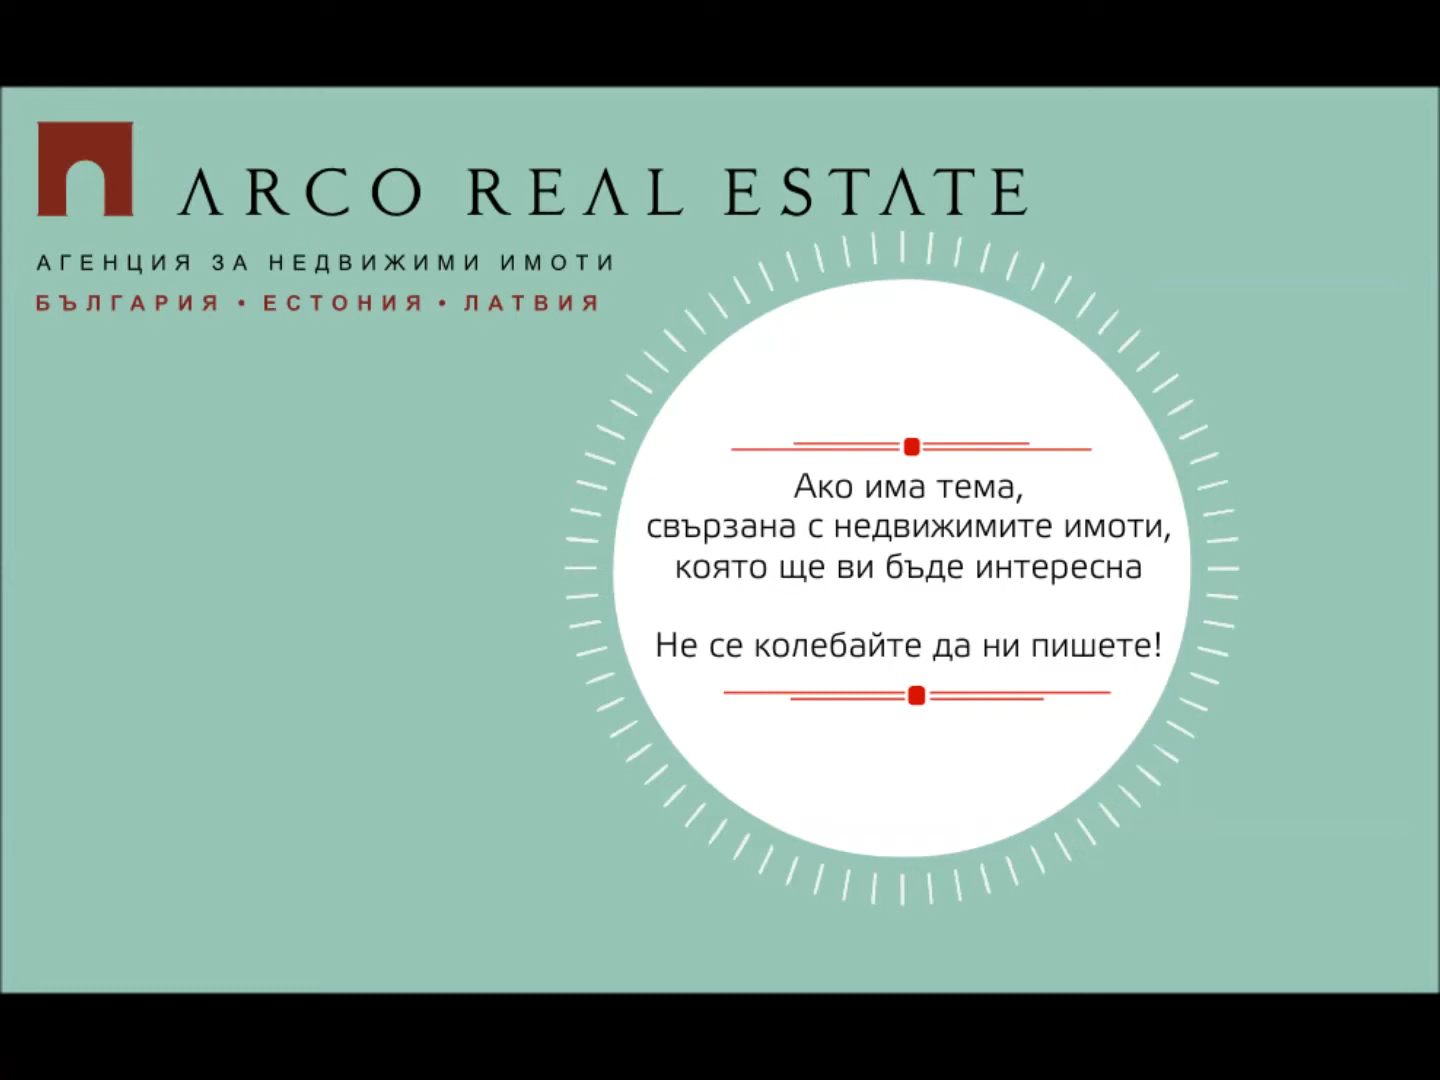 ARCO REAL ESTATE
АГЕНЦИЯ ЗА НЕДВИЖИМИ ИМОТИ
БЪЛГАРИЯ • ЕСТОНИЯ • ЛАТВИЯ
Ако има тема,
свързана с недвижимите имоти,
която ще ви бъде интересна
Не се колебайте да ни пишете!